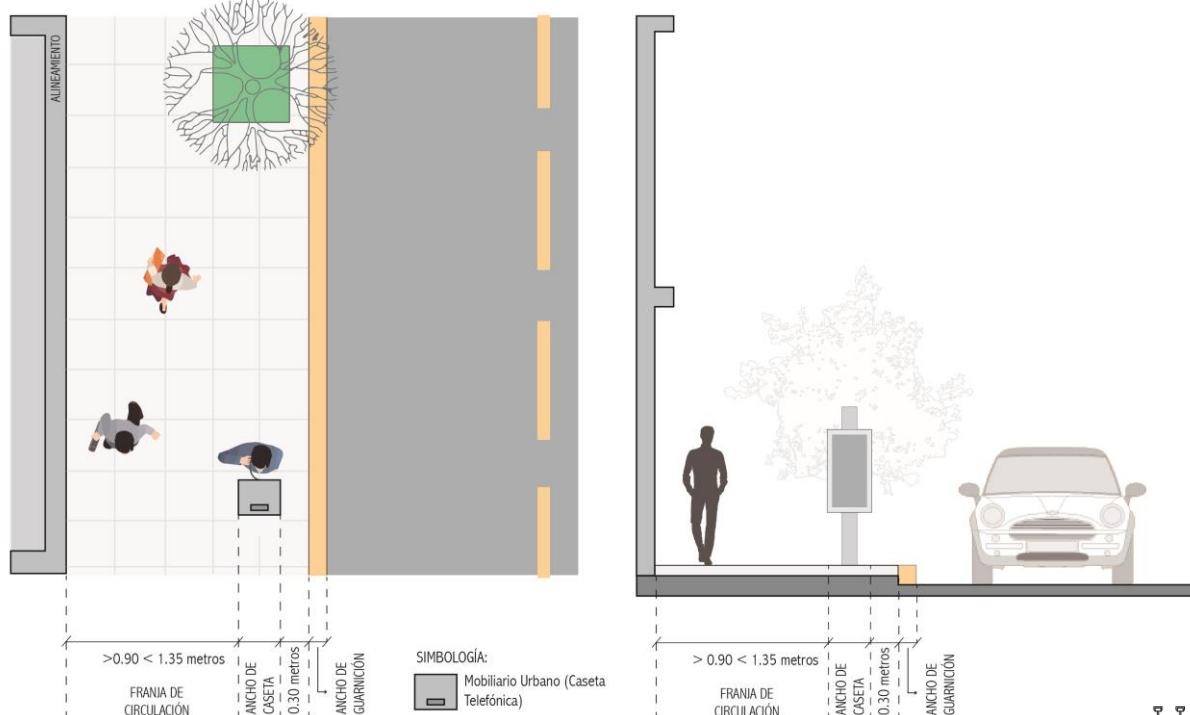 ALINEAMIENTO
>0.90 < 1.35 metros
FRANJA DE
CIRCULACIÓN
ANCHO DE
CASETA
0.30 metros
ANCHO DE
GUARNICIÓN
SIMBOLOGÍA:
Mobiliario Urbano (Caseta
Telefónica)
> 0.90 < 1.35 metros
FRANJA DE
CIRCULACIÓN
ANCHO DE
CASETA
0.30 metros
ANCHO DE
GUARNICIÓN